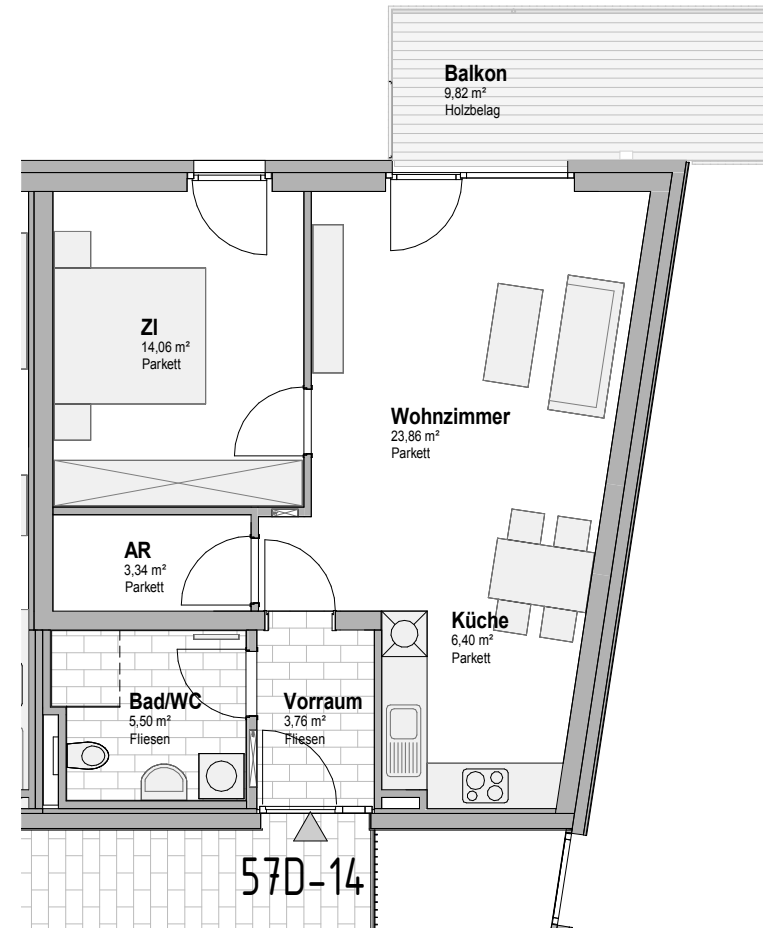 Balkon
9,82 m²
Holzbelag
ZI
14,06 m²
Parkett
Wohnzimmer
23,86 m²
Parkett
AR
3,34 m²
Parkett
Küche
6,40 m²
Parkett
Bad/WC
5,50 m²
Fliesen
Vorraum
3,76 m²
Fliesen
57D-14